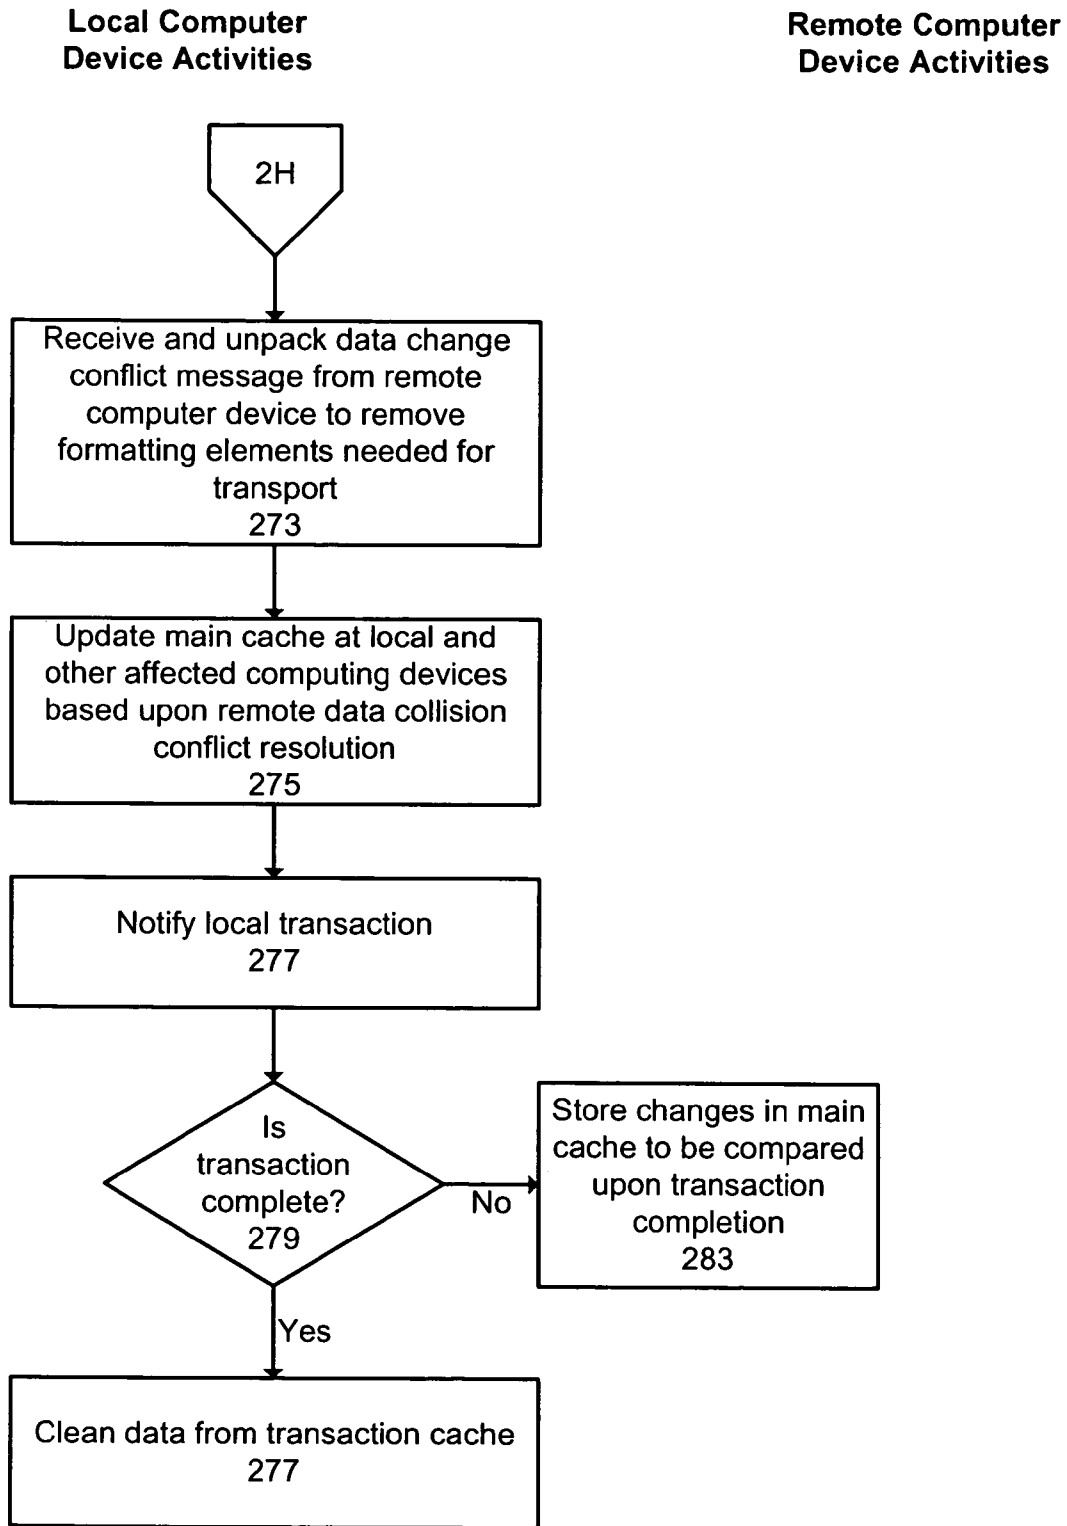 Local Computer
Device Activities
Remote Computer
Device Activities
2H
Receive and unpack data change
conflict message from remote
computer device to remove
formatting elements needed for
transport
273
Update main cache at local and
other affected computing devices
based upon remote data collision
conflict resolution
275
Notify local transaction
277
Is
transaction
complete?
279
No
Store changes in main
cache to be compared
upon transaction
completion
283
Yes
Clean data from transaction cache
277